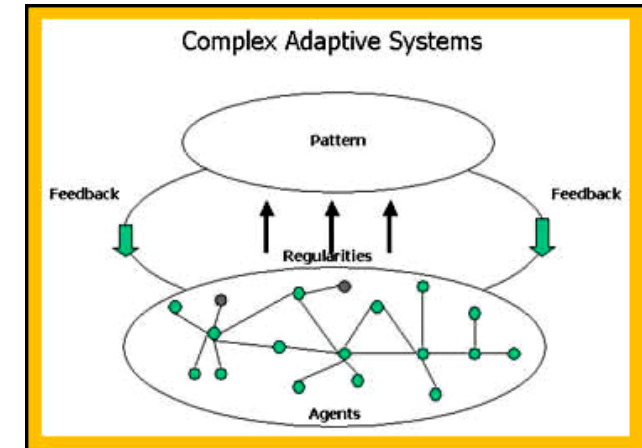 Complex Adaptive Systems
Pattern
Feedback
Feedback
Regularities
Agents